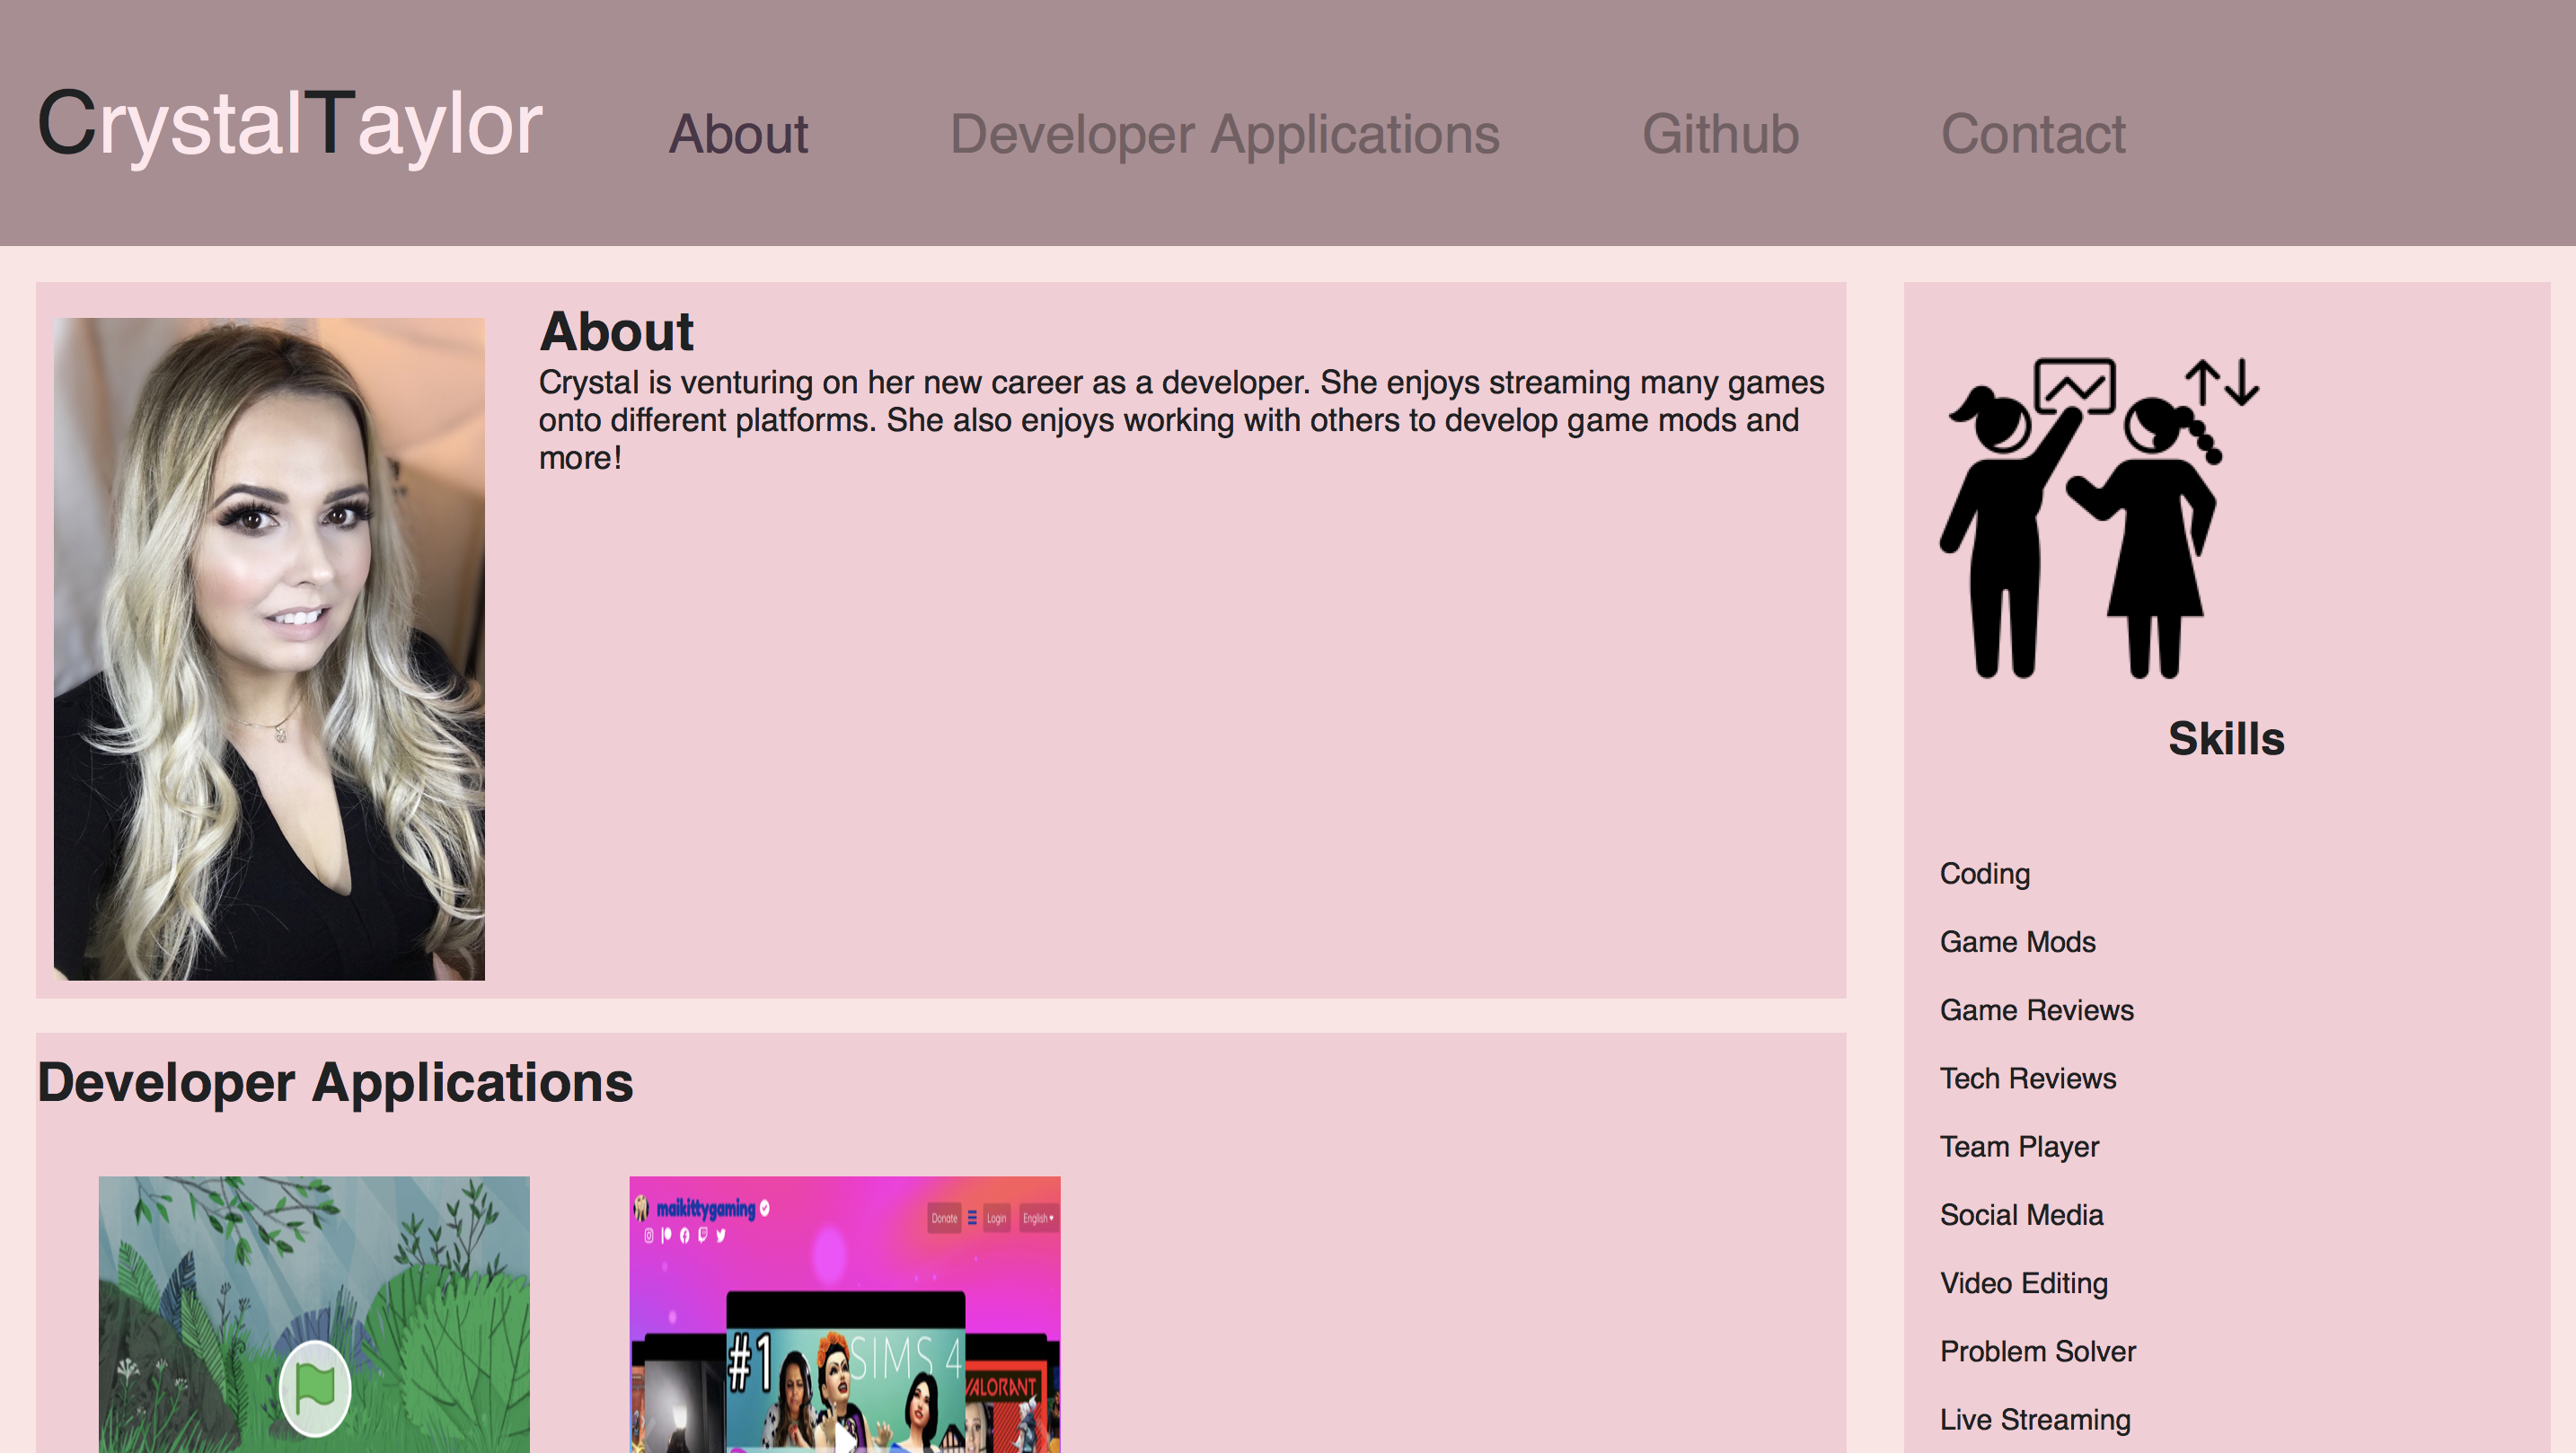 CrystalTaylor
About
Developer Applications
Github
Contact
About
Crystal is venturing on her new career as a developer. She enjoys streaming many games
onto different platforms. She also enjoys working with others to develop game mods and
more!
Skills
Coding
Game Mods
Game Reviews
Tech Reviews
Team Player
Social Media
Video Editing
Problem Solver
Live Streaming
Developer Applications
maikittygaming
Donate
Login
English
#1
SIMS 4
VALORANT